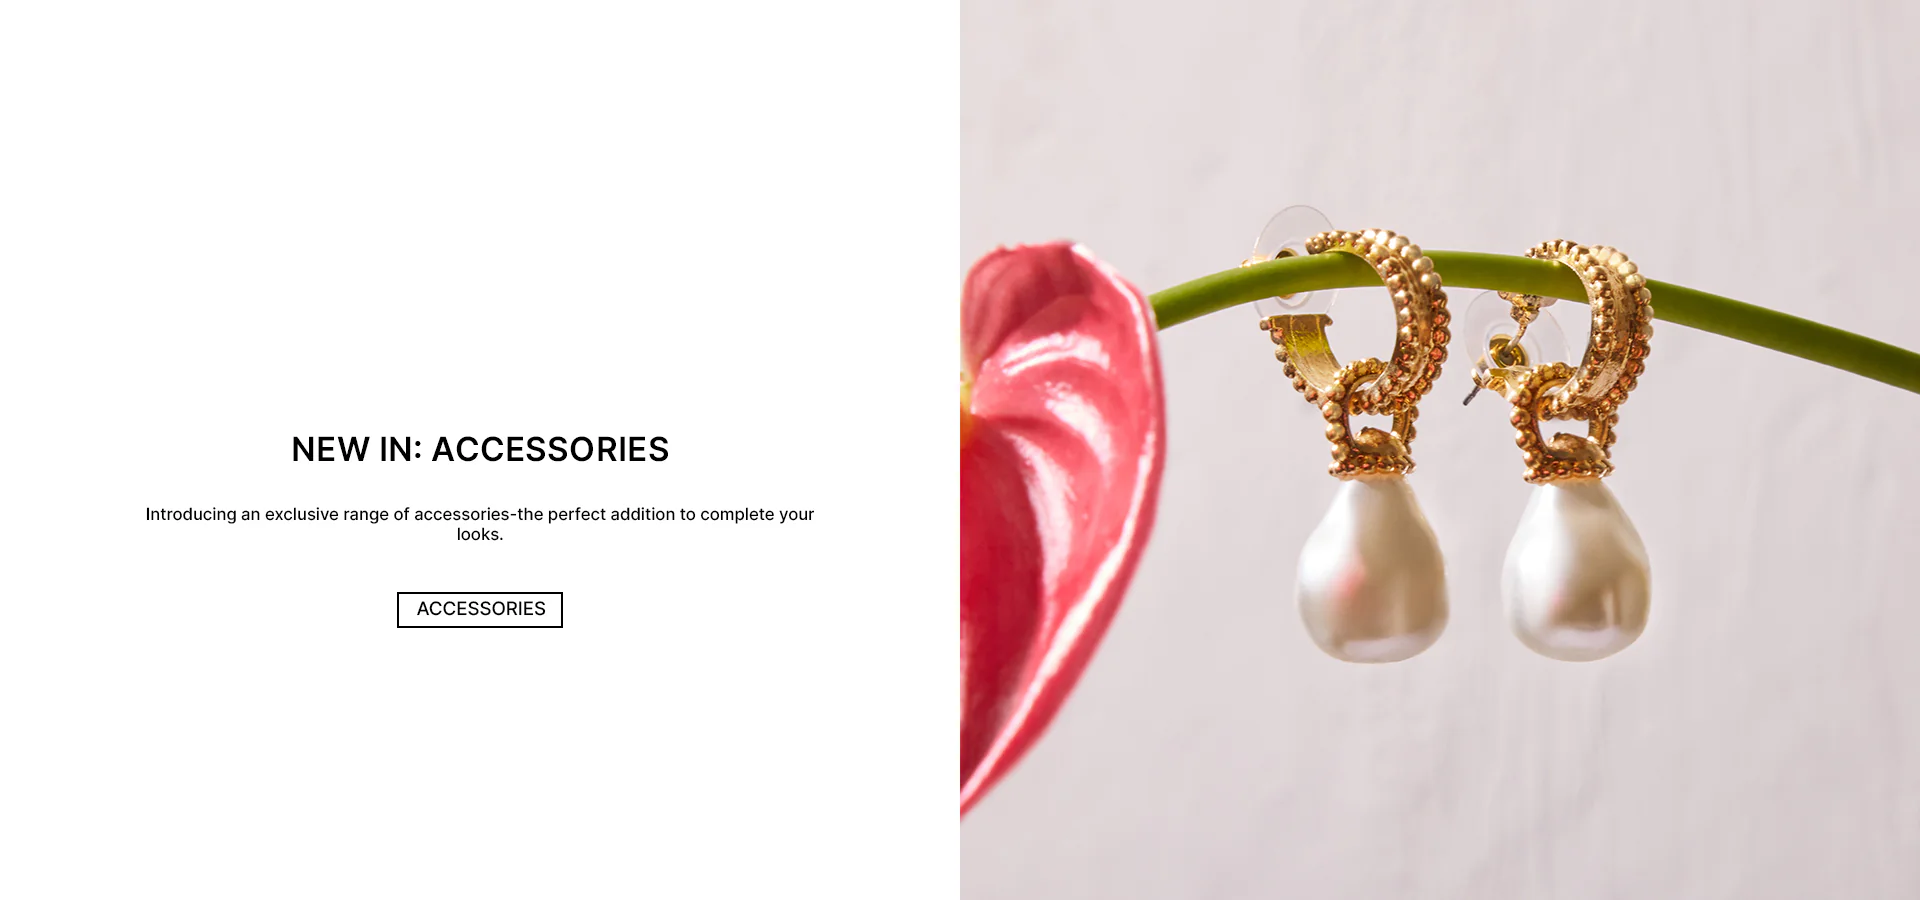 NEW IN: ACCESSORIES
Introducing an exclusive range of accessories-the perfect addition to complete your
looks.
ACCESSORIES